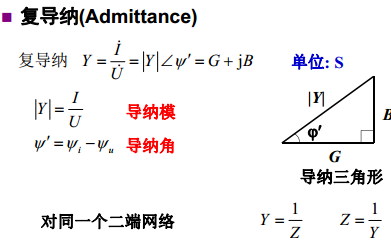 ■ 复导纳(Admittance)
复导纳 Y = İ / U̇ = |Y|∠ψ′ = G + jB 单位: S
|Y| = I / U 导纳模
ψ′ = ψi − ψu 导纳角
|Y|
B
φ′
G
导纳三角形
对同一个二端网络 Y = 1 / Z Z = 1 / Y